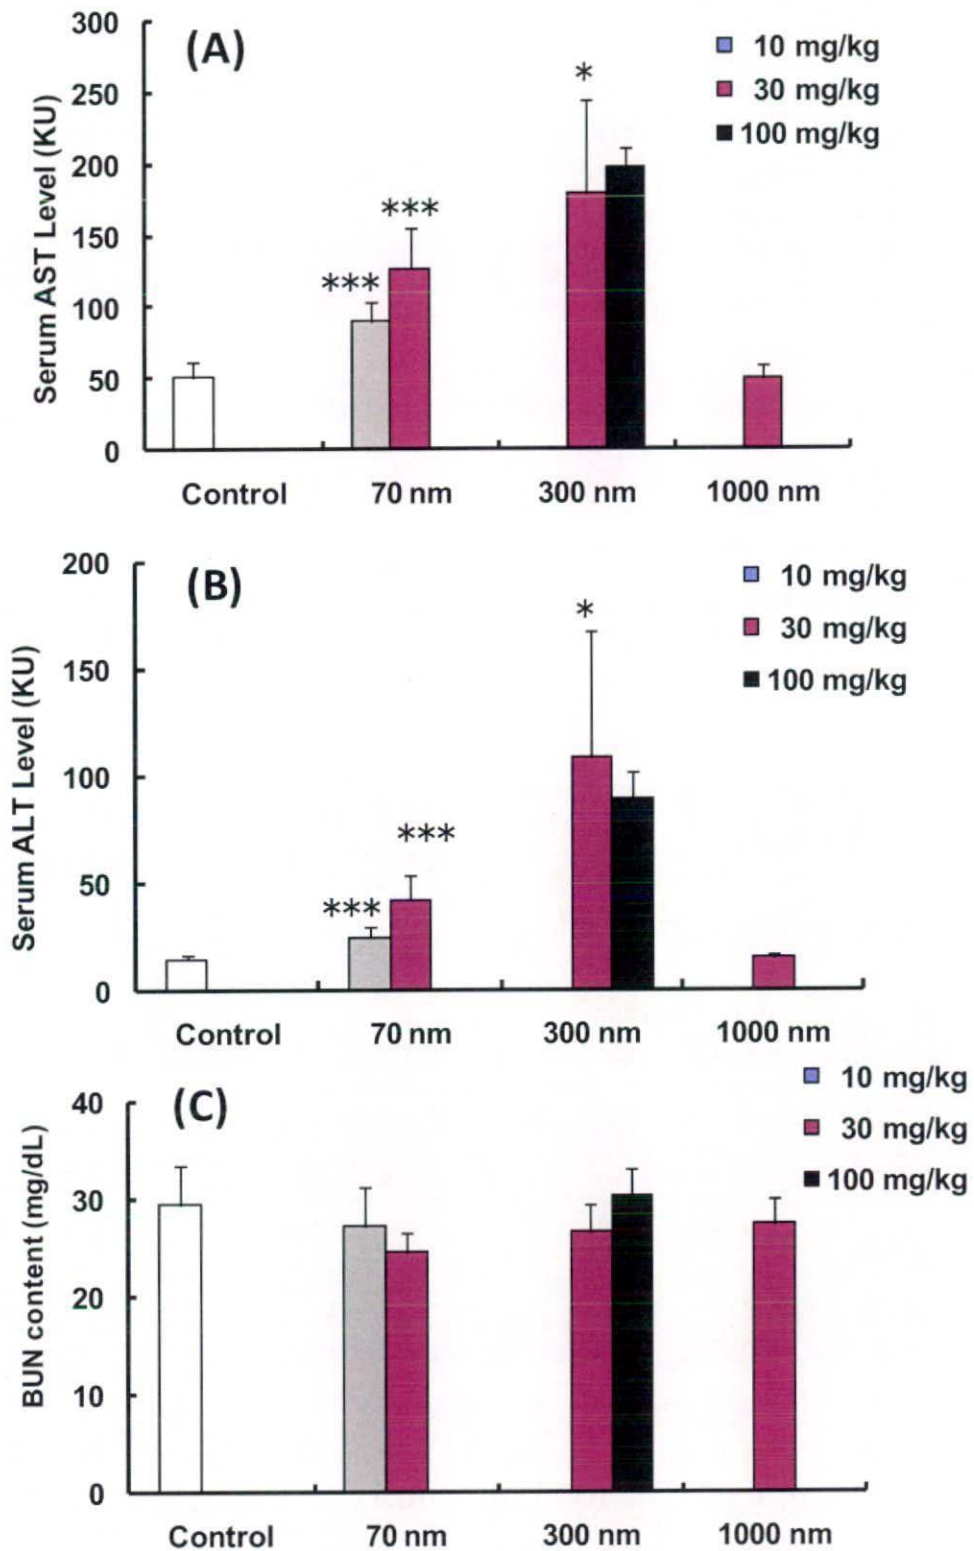 300
(A)
10 mg/kg
30 mg/kg
100 mg/kg
250
200
150
100
50
0
Serum AST Level (KU)
***
***
*
Control
70 nm
300 nm
1000 nm
200
(B)
10 mg/kg
30 mg/kg
100 mg/kg
150
100
50
0
Serum ALT Level (KU)
***
***
*
Control
70 nm
300 nm
1000 nm
40
(C)
10 mg/kg
30 mg/kg
100 mg/kg
30
20
10
0
BUN content (mg/dL)
Control
70 nm
300 nm
1000 nm